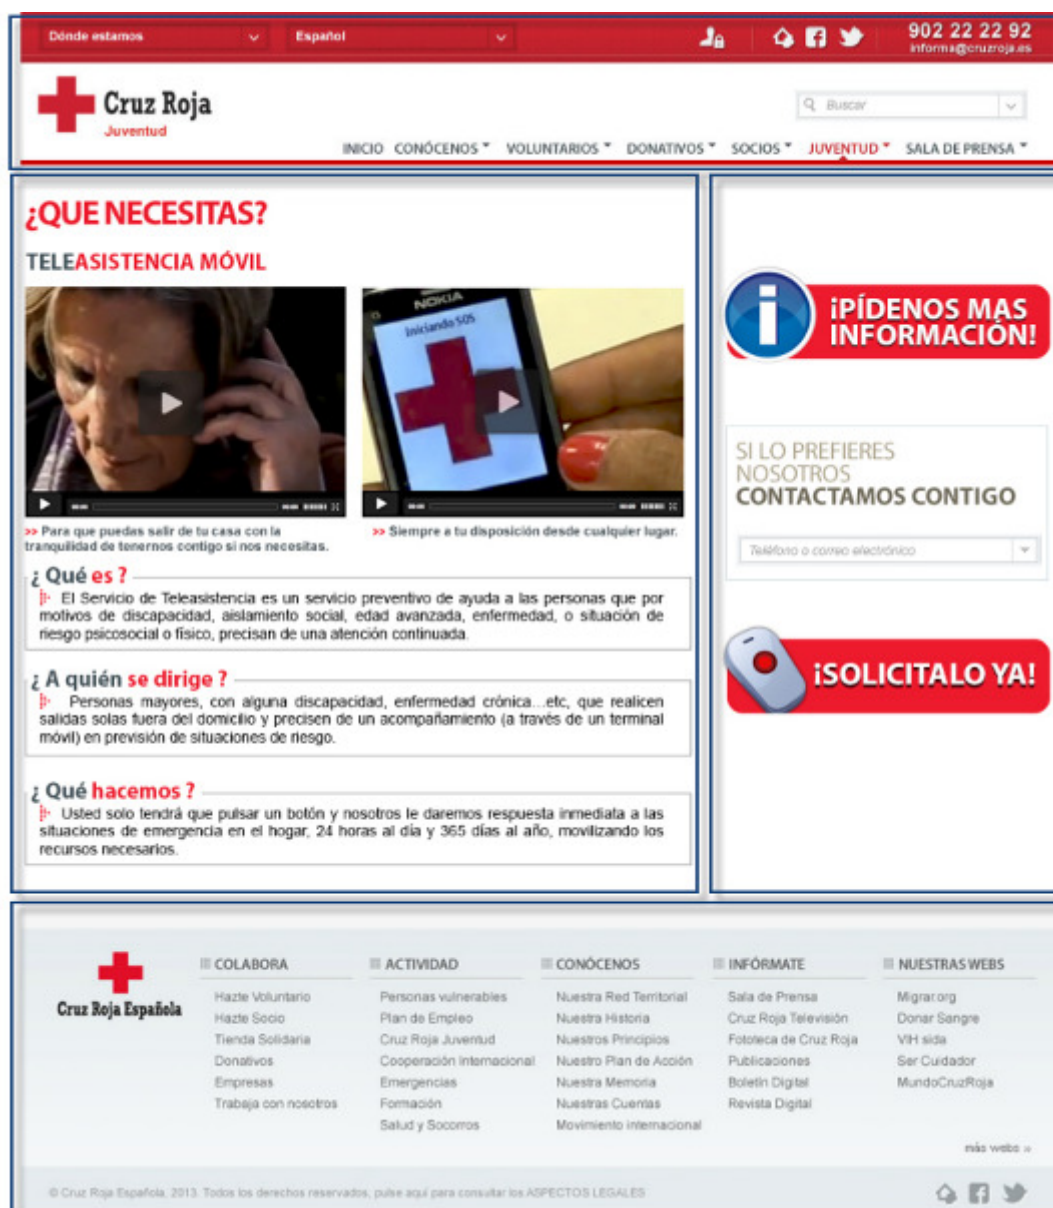 Dónde estamos
Español
902 22 22 92
informa@cruzroja.es
Cruz Roja
Juventud
Buscar
INICIO CONÓCENOS VOLUNTARIOS DONATIVOS SOCIOS JUVENTUD SALA DE PRENSA
¿QUE NECESITAS?
TELEASISTENCIA MÓVIL
NOKIA
Iniciando SOS
>> Para que puedas salir de tu casa con la
tranquilidad de tenernos contigo si nos necesitas.
>> Siempre a tu disposición desde cualquier lugar.
¿ Qué es ?
El Servicio de Teleasistencia es un servicio preventivo de ayuda a las personas que por
motivos de discapacidad, aislamiento social, edad avanzada, enfermedad, o situación de
riesgo psicosocial o físico, precisan de una atención continuada.
¿ A quién se dirige ?
Personas mayores, con alguna discapacidad, enfermedad crónica...etc, que realicen
salidas solas fuera del domicilio y precisen de un acompañamiento (a través de un terminal
móvil) en previsión de situaciones de riesgo.
¿ Qué hacemos ?
Usted solo tendrá que pulsar un botón y nosotros le daremos respuesta inmediata a las
situaciones de emergencia en el hogar, 24 horas al día y 365 días al año, movilizando los
recursos necesarios.
¡PÍDENOS MAS
INFORMACIÓN!
SI LO PREFIERES
NOSOTROS
CONTACTAMOS CONTIGO
Teléfono o correo electrónico
¡SOLICITALO YA!
Cruz Roja Española
COLABORA
Hazte Voluntario
Hazte Socio
Tienda Solidaria
Donativos
Empresas
Trabaja con nosotros
ACTIVIDAD
Personas vulnerables
Plan de Empleo
Cruz Roja Juventud
Cooperación Internacional
Emergencias
Formación
Salud y Socorros
CONÓCENOS
Nuestra Red Territorial
Nuestra Historia
Nuestros Principios
Nuestro Plan de Acción
Nuestra Memoria
Nuestras Cuentas
Movimiento internacional
INFÓRMATE
Sala de Prensa
Cruz Roja Televisión
Fototeca de Cruz Roja
Publicaciones
Boletín Digital
Revista Digital
NUESTRAS WEBS
Migrar.org
Donar Sangre
VIH sida
Ser Cuidador
MundoCruzRoja
más webs »
© Cruz Roja Española, 2013. Todos los derechos reservados, pulse aquí para consultar los ASPECTOS LEGALES